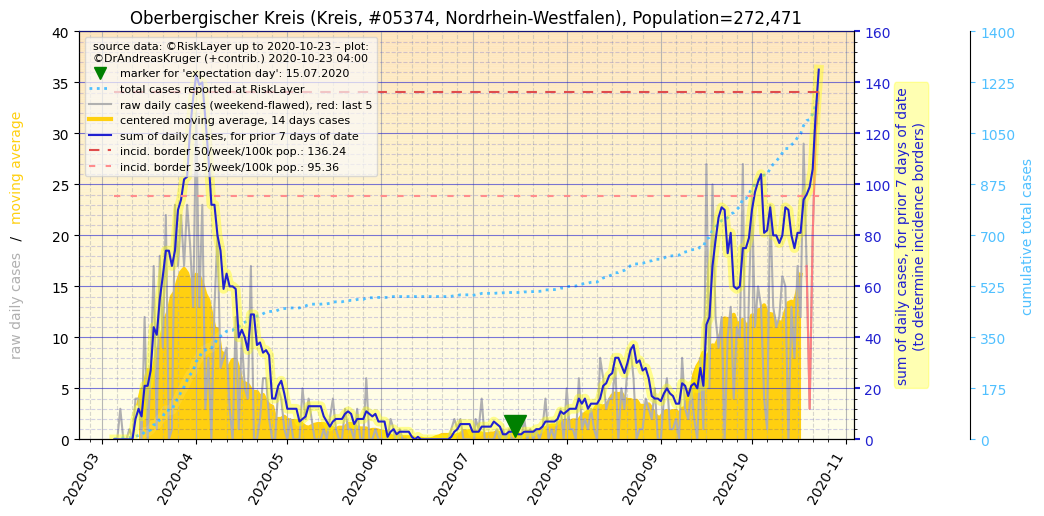 Oberbergischer Kreis (Kreis, #05374, Nordrhein-Westfalen), Population=272,471
source data: ©RiskLayer up to 2020-10-23 – plot:
©DrAndreasKruger (+contrib.) 2020-10-23 04:00
marker for 'expectation day': 15.07.2020
total cases reported at RiskLayer
raw daily cases (weekend-flawed), red: last 5
centered moving average, 14 days cases
sum of daily cases, for prior 7 days of date
incid. border 50/week/100k pop.: 136.24
incid. border 35/week/100k pop.: 95.36
raw daily cases / moving average
40
35
30
25
20
15
10
5
0
160
140
120
100
80
60
40
20
0
sum of daily cases, for prior 7 days of date
(to determine incidence borders)
1400
1225
1050
875
700
525
350
175
0
cumulative total cases
2020-03
2020-04
2020-05
2020-06
2020-07
2020-08
2020-09
2020-10
2020-11